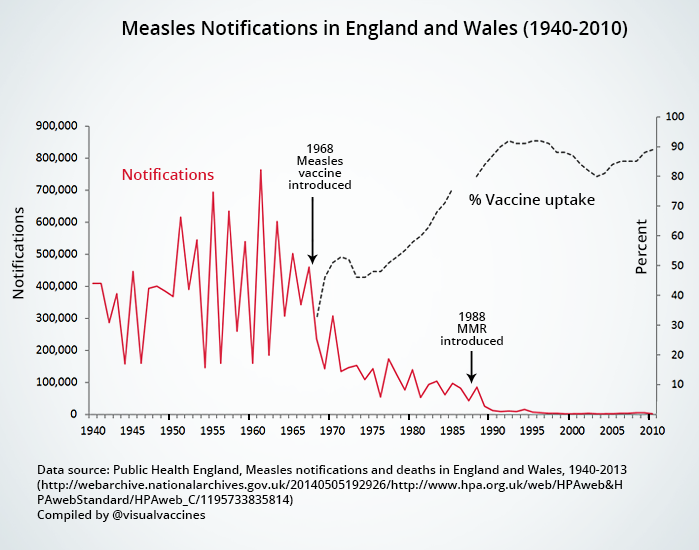 Measles Notifications in England and Wales (1940-2010)
900,000
800,000
700,000
600,000
500,000
400,000
300,000
200,000
100,000
0
Notifications
Notifications
1968
Measles
vaccine
introduced
% Vaccine uptake
1988
MMR
introduced
100
90
80
70
60
50
40
30
20
10
Percent
1940 1945 1950 1955 1960 1965 1970 1975 1980 1985 1990 1995 2000 2005 2010
Data source: Public Health England, Measles notifications and deaths in England and Wales, 1940-2013
(http://webarchive.nationalarchives.gov.uk/20140505192926/http://www.hpa.org.uk/web/HPAweb&H
PAwebStandard/HPAweb_C/1195733835814)
Compiled by @visualvaccines